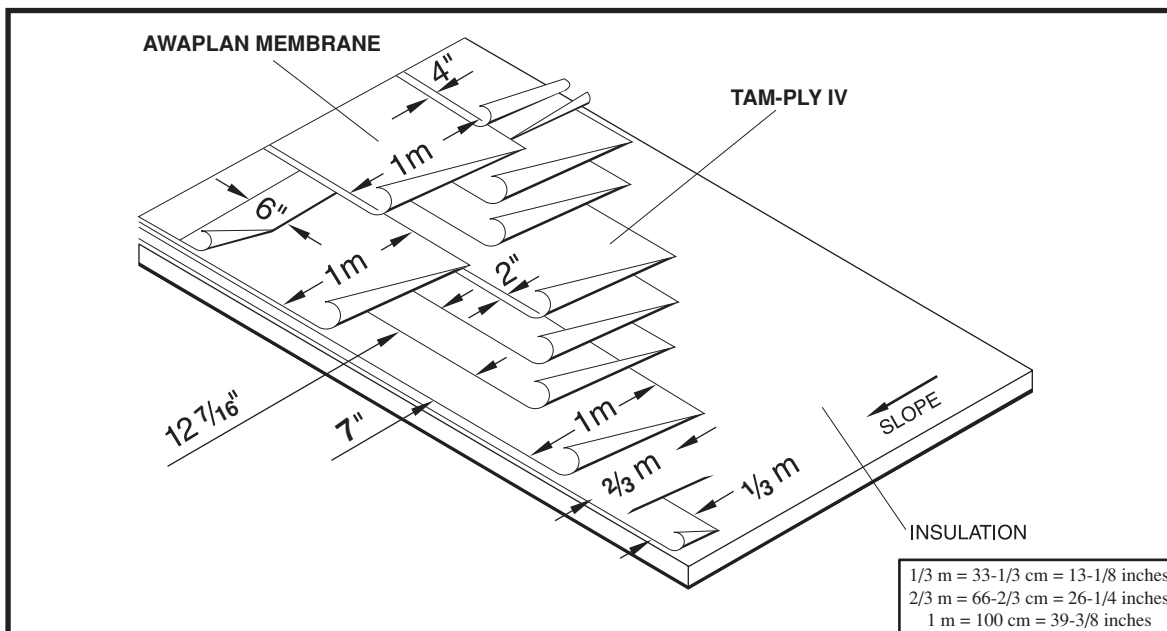 AWAPLAN MEMBRANE
4"
TAM-PLY IV
1m
6"
1m
2"
12 7/16"
7"
1m
2/3 m
1/3 m
SLOPE
INSULATION
1/3 m = 33-1/3 cm = 13-1/8 inches
2/3 m = 66-2/3 cm = 26-1/4 inches
1 m = 100 cm = 39-3/8 inches